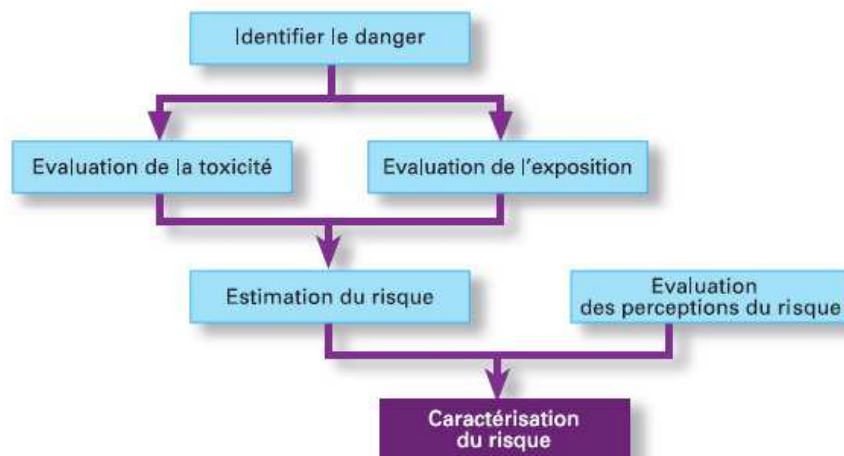 Identifier le danger
Evaluation de la toxicité
Evaluation de l'exposition
Estimation du risque
Evaluation
des perceptions du risque
Caractérisation
du risque